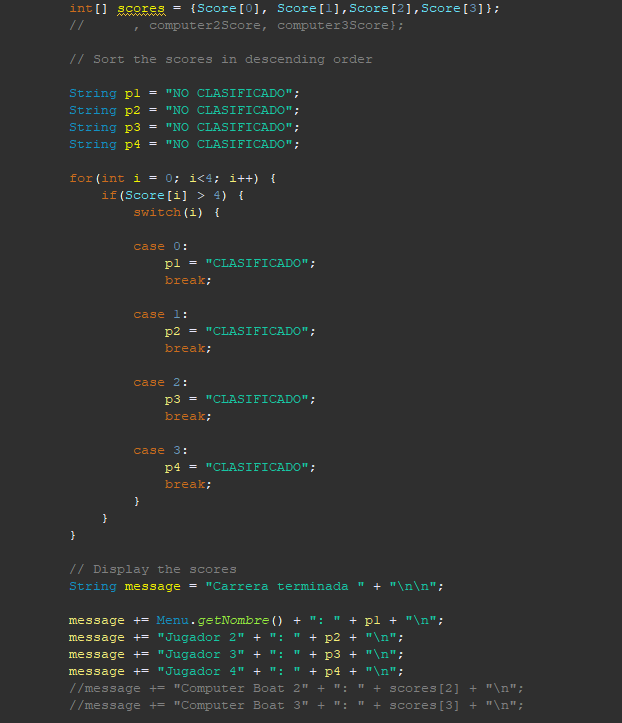 int[] scores = {Score[0], Score[1],Score[2],Score[3]};
//      , computer2Score, computer3Score};
// Sort the scores in descending order
String p1 = "NO CLASIFICADO";
String p2 = "NO CLASIFICADO";
String p3 = "NO CLASIFICADO";
String p4 = "NO CLASIFICADO";
for(int i = 0; i<4; i++) {
    if(Score[i] > 4) {
        switch(i) {
        case 0:
            p1 = "CLASIFICADO";
            break;
        case 1:
            p2 = "CLASIFICADO";
            break;
        case 2:
            p3 = "CLASIFICADO";
            break;
        case 3:
            p4 = "CLASIFICADO";
            break;
        }
    }
}
// Display the scores
String message = "Carrera terminada " + "\n\n";
message += Menu.getNombre() + ": " + p1 + "\n";
message += "Jugador 2" + ": " + p2 + "\n";
message += "Jugador 3" + ": " + p3 + "\n";
message += "Jugador 4" + ": " + p4 + "\n";
//message += "Computer Boat 2" + ": " + scores[2] + "\n";
//message += "Computer Boat 3" + ": " + scores[3] + "\n";